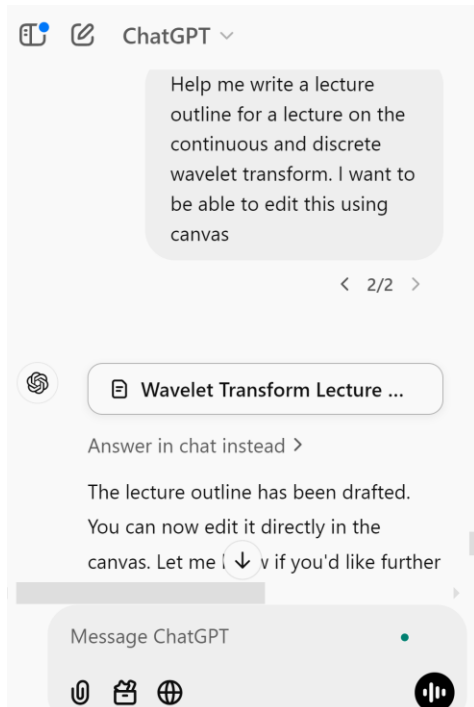 ChatGPT
Help me write a lecture
outline for a lecture on the
continuous and discrete
wavelet transform. I want to
be able to edit this using
canvas
2/2
Wavelet Transform Lecture ...
Answer in chat instead >
The lecture outline has been drafted.
You can now edit it directly in the
canvas. Let me if you'd like further
Message ChatGPT